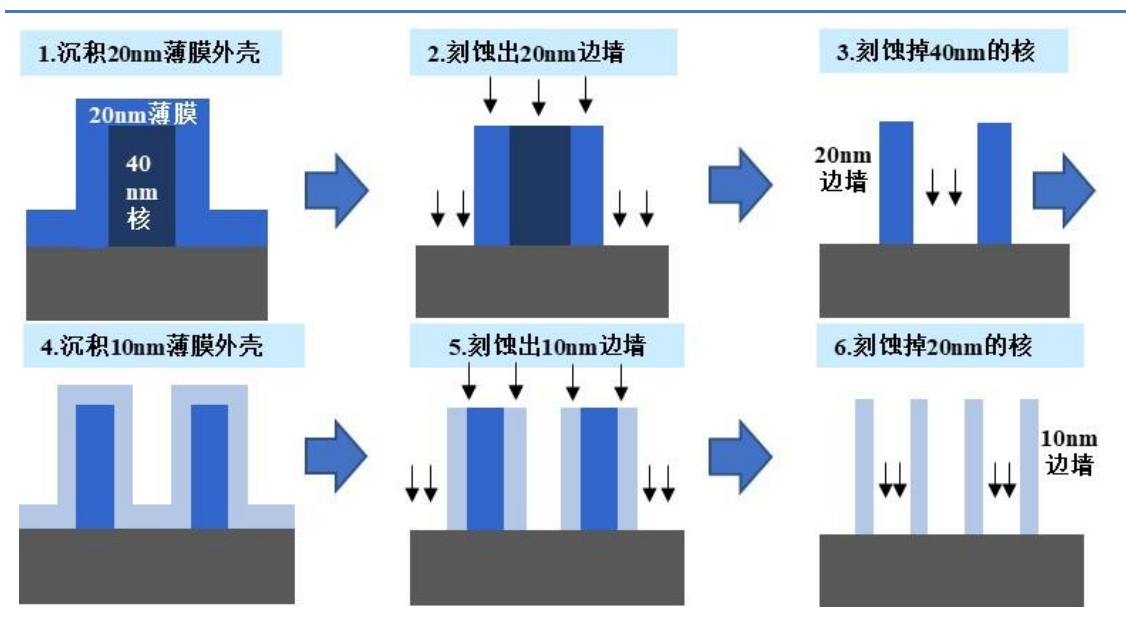 1.沉积20nm薄膜外壳
2.刻蚀出20nm边墙
3.刻蚀掉40nm的核
20nm薄膜
40
nm
核
20nm
边墙
4.沉积10nm薄膜外壳
5.刻蚀出10nm边墙
6.刻蚀掉20nm的核
10nm
边墙